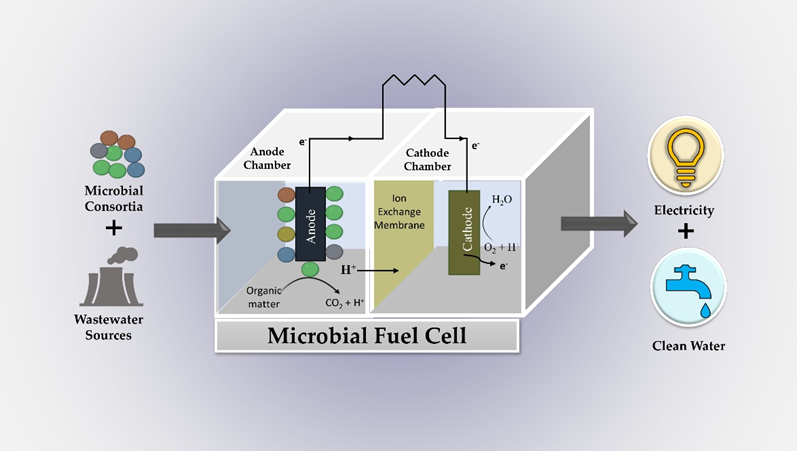 Microbial
Consortia
+
Wastewater
Sources
Anode
Chamber
e-
Cathode
Chamber
e-
Anode
Ion
Exchange
Membrane
Cathode
H₂O
O₂ + H
e-
H⁺
Organic
matter
CO₂ + H⁺
Microbial Fuel Cell
Electricity
+
Clean Water